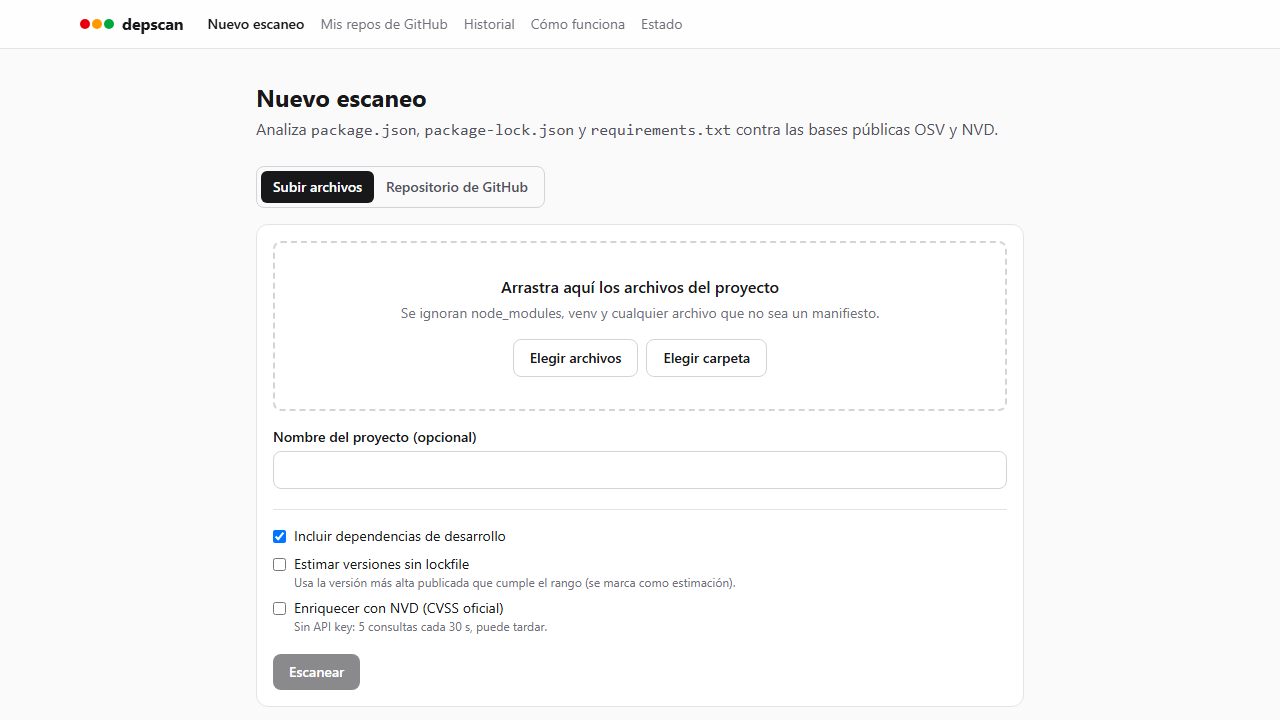 depscan Nuevo escaneo Mis repos de GitHub Historial Cómo funciona Estado
Nuevo escaneo
Analiza package.json, package-lock.json y requirements.txt contra las bases públicas OSV y NVD.
Subir archivos Repositorio de GitHub
Arrastra aquí los archivos del proyecto
Se ignoran node_modules, venv y cualquier archivo que no sea un manifiesto.
Elegir archivos Elegir carpeta
Nombre del proyecto (opcional)
Incluir dependencias de desarrollo
Estimar versiones sin lockfile
Usa la versión más alta publicada que cumple el rango (se marca como estimación).
Enriquecer con NVD (CVSS oficial)
Sin API key: 5 consultas cada 30 s, puede tardar.
Escanear